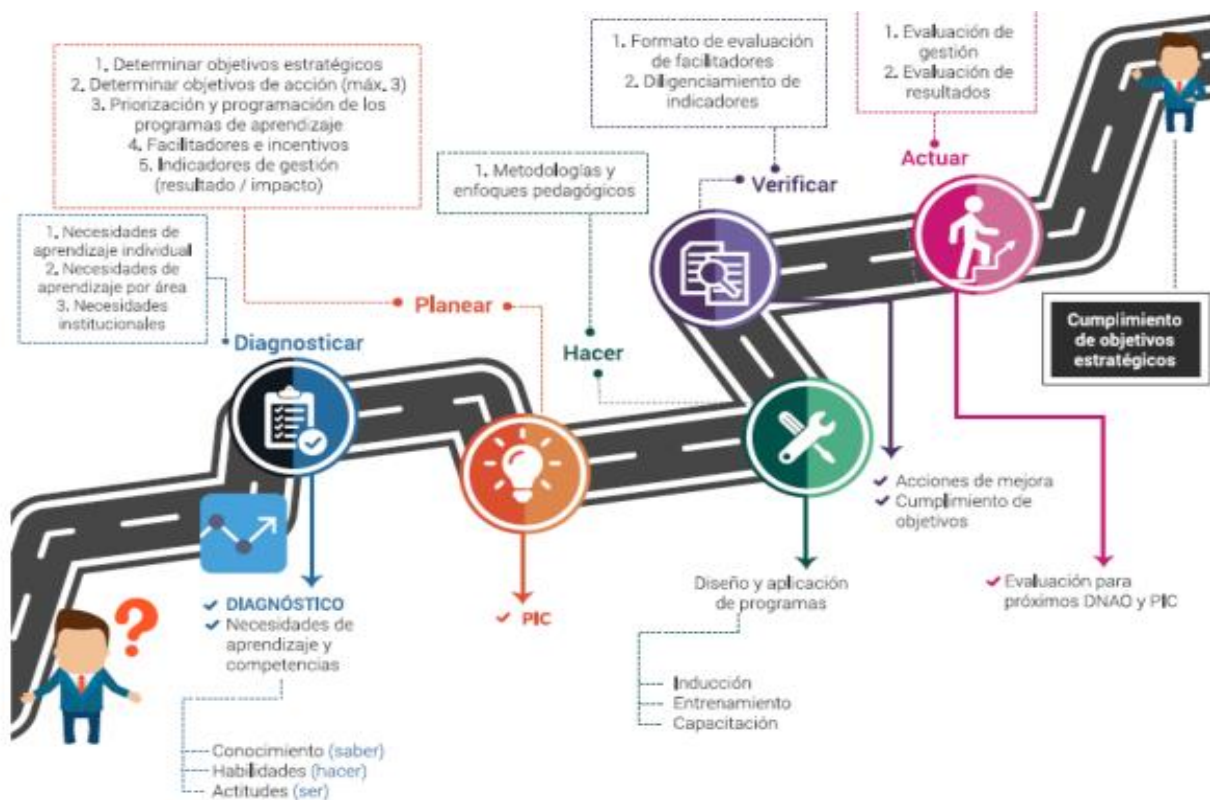 1. Determinar objetivos estratégicos
2. Determinar objetivos de acción (máx. 3)
3. Priorización y programación de los
programas de aprendizaje
4. Facilitadores e incentivos
5. Indicadores de gestión
(resultado / impacto)
1. Formato de evaluación
de facilitadores
2. Diligenciamiento de
indicadores
1. Evaluación de
gestión
2. Evaluación de
resultados
1. Metodologías y
enfoques pedagógicos
Actuar
Verificar
1. Necesidades de
aprendizaje individual
2. Necesidades de
aprendizaje por área
3. Necesidades
institucionales
Planear
Diagnosticar
Hacer
Cumplimiento
de objetivos
estratégicos
Acciones de mejora
Cumplimiento de
objetivos
DIAGNÓSTICO
Necesidades de
aprendizaje y
competencias
PIC
Diseño y aplicación
de programas
Evaluación para
próximos DNAO y PIC
?
Inducción
Entrenamiento
Capacitación
Conocimiento (saber)
Habilidades (hacer)
Actitudes (ser)